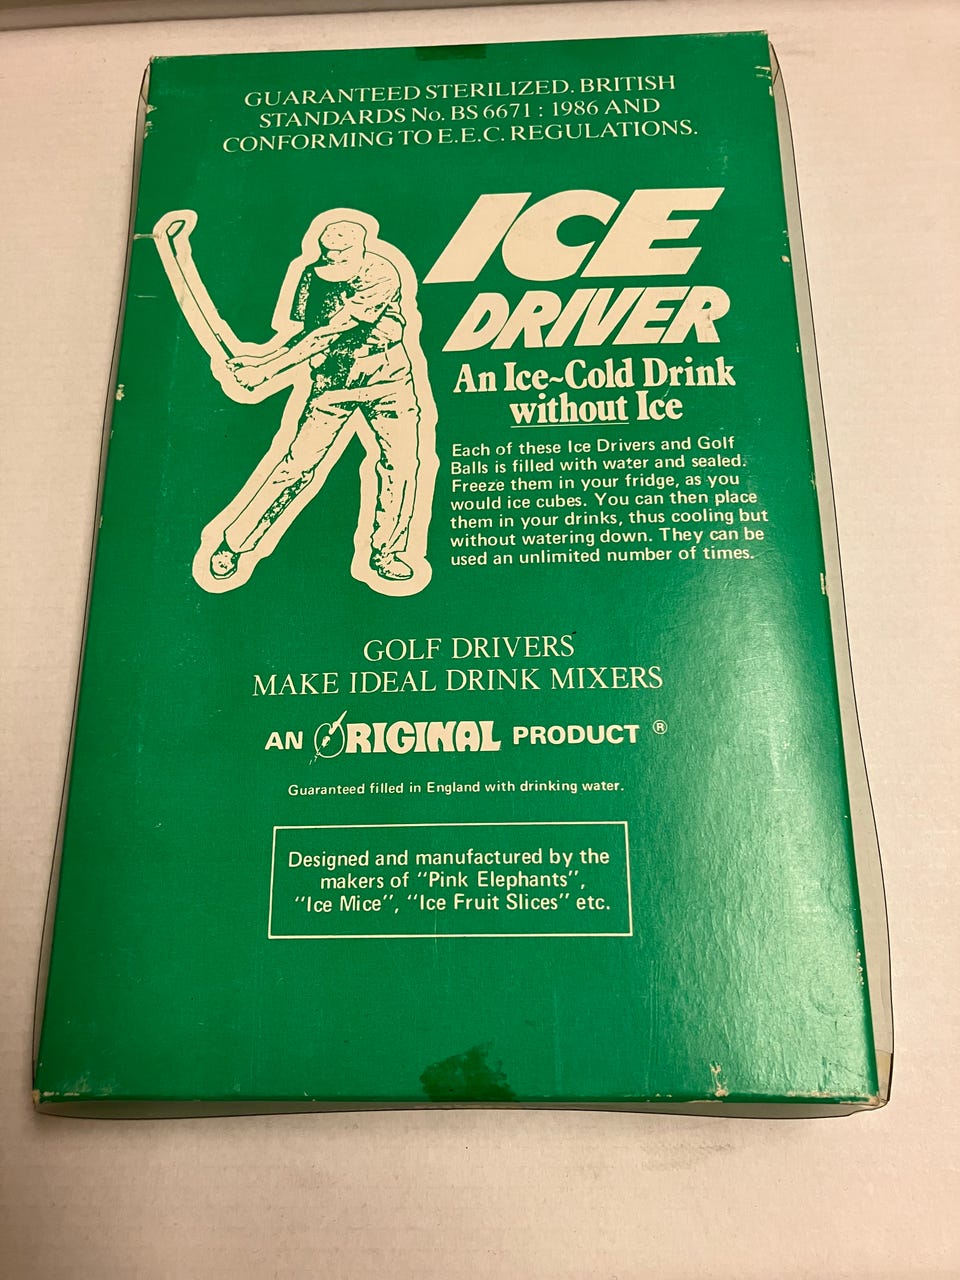 GUARANTEED STERILIZED. BRITISH
STANDARDS No. BS 6671 : 1986 AND
CONFORMING TO E.E.C. REGULATIONS.
ICE
DRIVER
An Ice~Cold Drink
without Ice
Each of these Ice Drivers and Golf
Balls is filled with water and sealed.
Freeze them in your fridge, as you
would ice cubes. You can then place
them in your drinks, thus cooling but
without watering down. They can be
used an unlimited number of times.
GOLF DRIVERS
MAKE IDEAL DRINK MIXERS
AN ORIGINAL PRODUCT ®
Guaranteed filled in England with drinking water.
Designed and manufactured by the
makers of "Pink Elephants",
"Ice Mice", "Ice Fruit Slices" etc.